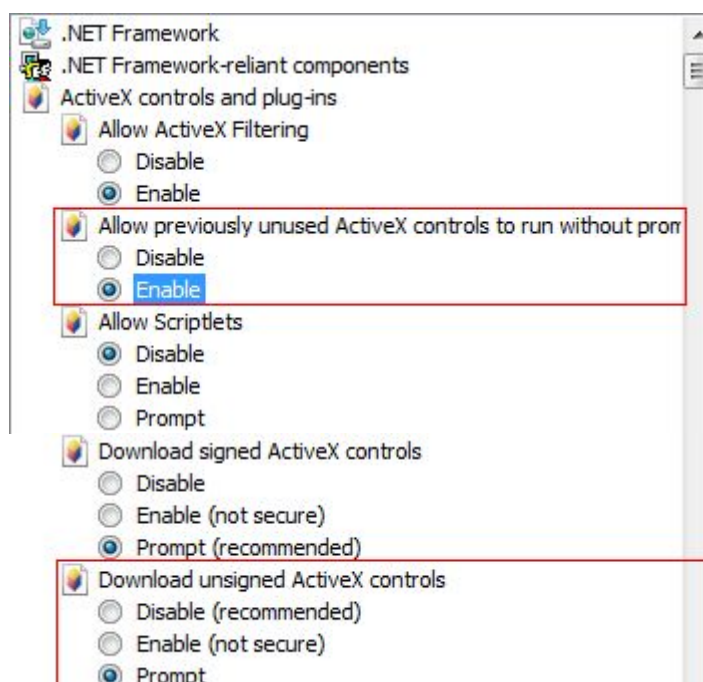 .NET Framework
.NET Framework-reliant components
ActiveX controls and plug-ins
Allow ActiveX Filtering
Disable
Enable
Allow previously unused ActiveX controls to run without prom
Disable
Enable
Allow Scriptlets
Disable
Enable
Prompt
Download signed ActiveX controls
Disable
Enable (not secure)
Prompt (recommended)
Download unsigned ActiveX controls
Disable (recommended)
Enable (not secure)
Prompt